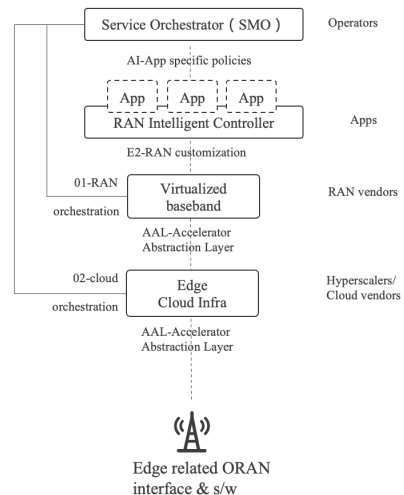 Service Orchestrator ( SMO )
Operators
AI-App specific policies
App
App
App
RAN Intelligent Controller
Apps
E2-RAN customization
01-RAN
orchestration
Virtualized
baseband
RAN vendors
AAL-Accelerator
Abstraction Layer
02-cloud
orchestration
Edge
Cloud Infra
Hyperscalers/
Cloud vendors
AAL-Accelerator
Abstraction Layer
Edge related ORAN
interface & s/w